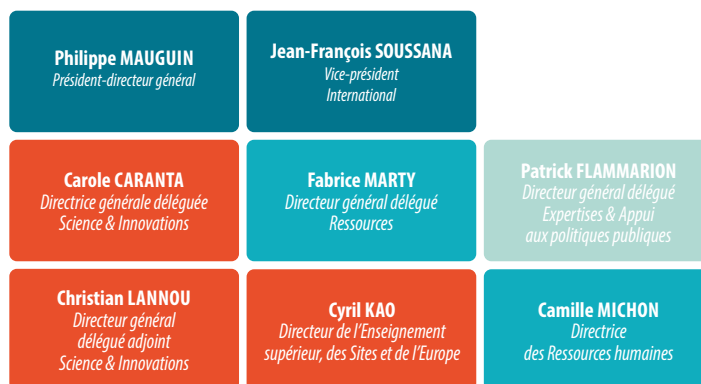 Philippe MAUGUIN
Président-directeur général
Jean-François SOUSSANA
Vice-président
International
Carole CARANTA
Directrice générale déléguée
Science & Innovations
Fabrice MARTY
Directeur général délégué
Ressources
Patrick FLAMMARION
Directeur général délégué
Expertises & Appui
aux politiques publiques
Christian LANNOU
Directeur général
délégué adjoint
Science & Innovations
Cyril KAO
Directeur de l’Enseignement
supérieur, des Sites et de l’Europe
Camille MICHON
Directrice
des Ressources humaines